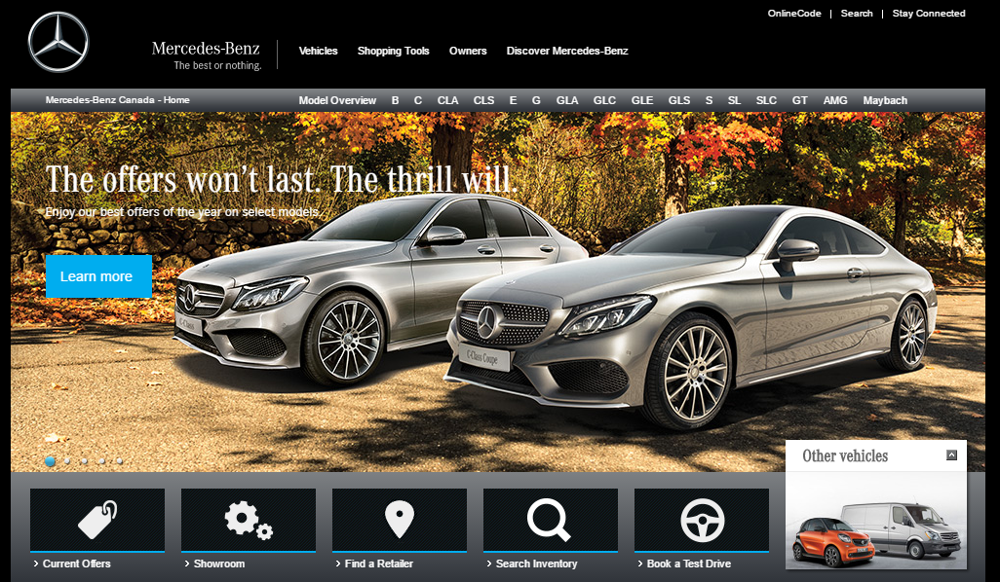 OnlineCode | Search | Stay Connected
Mercedes-Benz
The best or nothing.
Vehicles Shopping Tools Owners Discover Mercedes-Benz
Mercedes-Benz Canada - Home
Model Overview B C CLA CLS E G GLA GLC GLE GLS S SL SLC GT AMG Maybach
The offers won't last. The thrill will.
Enjoy our best offers of the year on select models.
Learn more
C-Class
C-Class Coupe
Other vehicles
Current Offers
Showroom
Find a Retailer
Search Inventory
Book a Test Drive